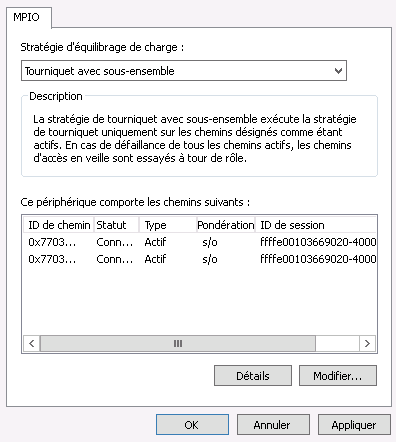 MPIO
Stratégie d'équilibrage de charge :
Tourniquet avec sous-ensemble
Description
La stratégie de tourniquet avec sous-ensemble exécute la stratégie
de tourniquet uniquement sur les chemins désignés comme étant
actifs. En cas de défaillance de tous les chemins actifs, les chemins
d'accès en veille sont essayés à tour de rôle.
Ce périphérique comporte les chemins suivants :
ID de chemin Statut Type Pondération ID de session
0x7703... Conn... Actif s/o ffffe00103669020-4000
0x7703... Conn... Actif s/o ffffe00103669020-4000
Détails Modifier...
OK Annuler Appliquer